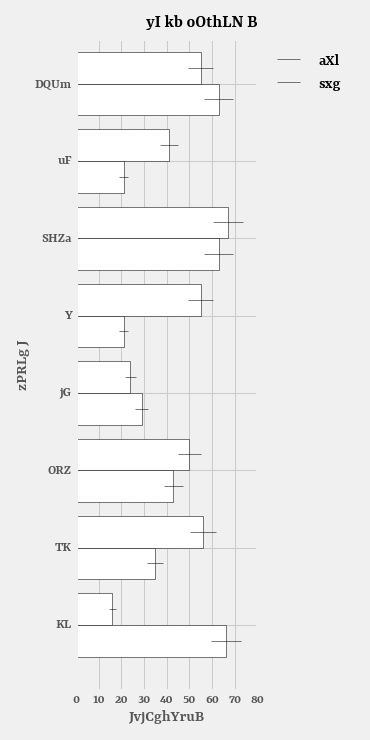 yI kb oOthLN B
aXl
sxg
DQUm
uF
SHZa
Y
jG
ORZ
TK
KL
zPRLg J
0 10 20 30 40 50 60 70 80
JvjCghYruB